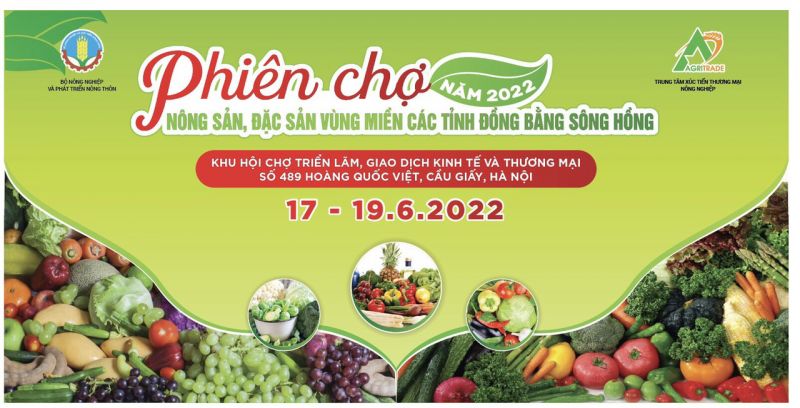 BỘ NÔNG NGHIỆP
VÀ PHÁT TRIỂN NÔNG THÔN
Phiên chợ
NĂM 2022
AGRITRADE
TRUNG TÂM XÚC TIẾN THƯƠNG MẠI
NÔNG NGHIỆP
NÔNG SẢN, ĐẶC SẢN VÙNG MIỀN CÁC TỈNH ĐỒNG BẰNG SÔNG HỒNG
KHU HỘI CHỢ TRIỂN LÃM, GIAO DỊCH KINH TẾ VÀ THƯƠNG MẠI
SỐ 489 HOÀNG QUỐC VIỆT, CẦU GIẤY, HÀ NỘI
17 - 19.6.2022